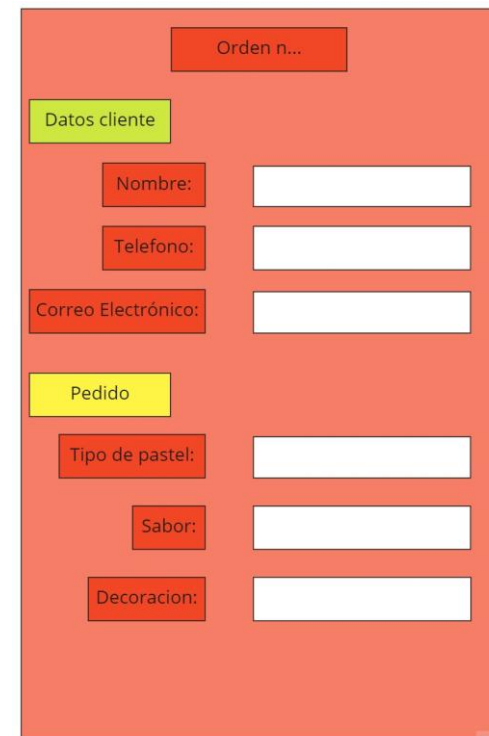 Orden n...
Datos cliente
Nombre:
Telefono:
Correo Electrónico:
Pedido
Tipo de pastel:
Sabor:
Decoracion: